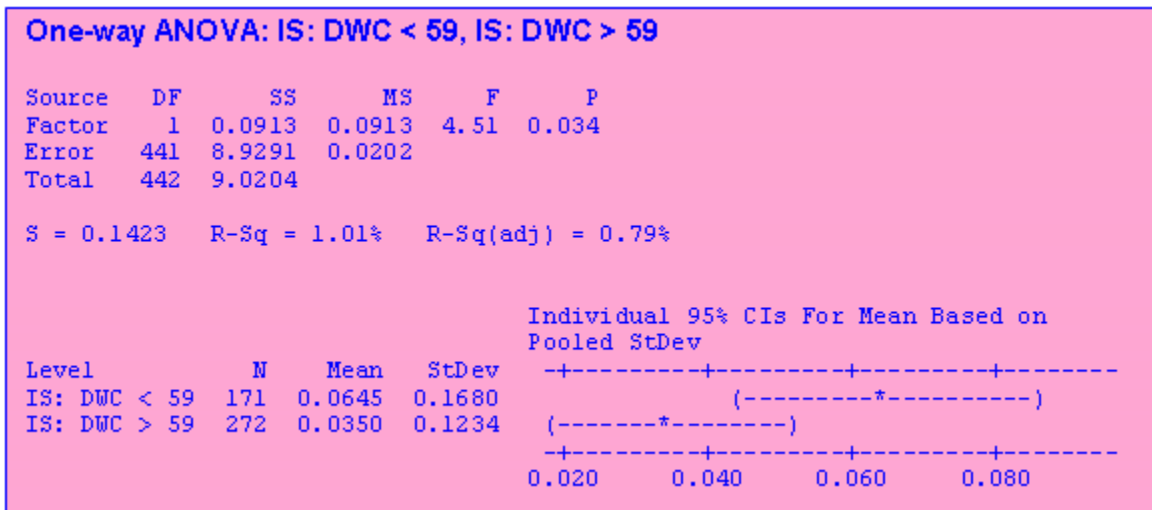 One-way ANOVA: IS: DWC < 59, IS: DWC > 59
Source DF SS MS F P
Factor 1 0.0913 0.0913 4.51 0.034
Error 441 8.9291 0.0202
Total 442 9.0204
S = 0.1423 R-Sq = 1.01% R-Sq(adj) = 0.79%
Individual 95% CIs For Mean Based on
Pooled StDev
Level N Mean StDev -+---------+---------+---------+--------
IS: DWC < 59 171 0.0645 0.1680 (---------*----------)
IS: DWC > 59 272 0.0350 0.1234 (-------*--------)
-+---------+---------+---------+--------
0.020 0.040 0.060 0.080